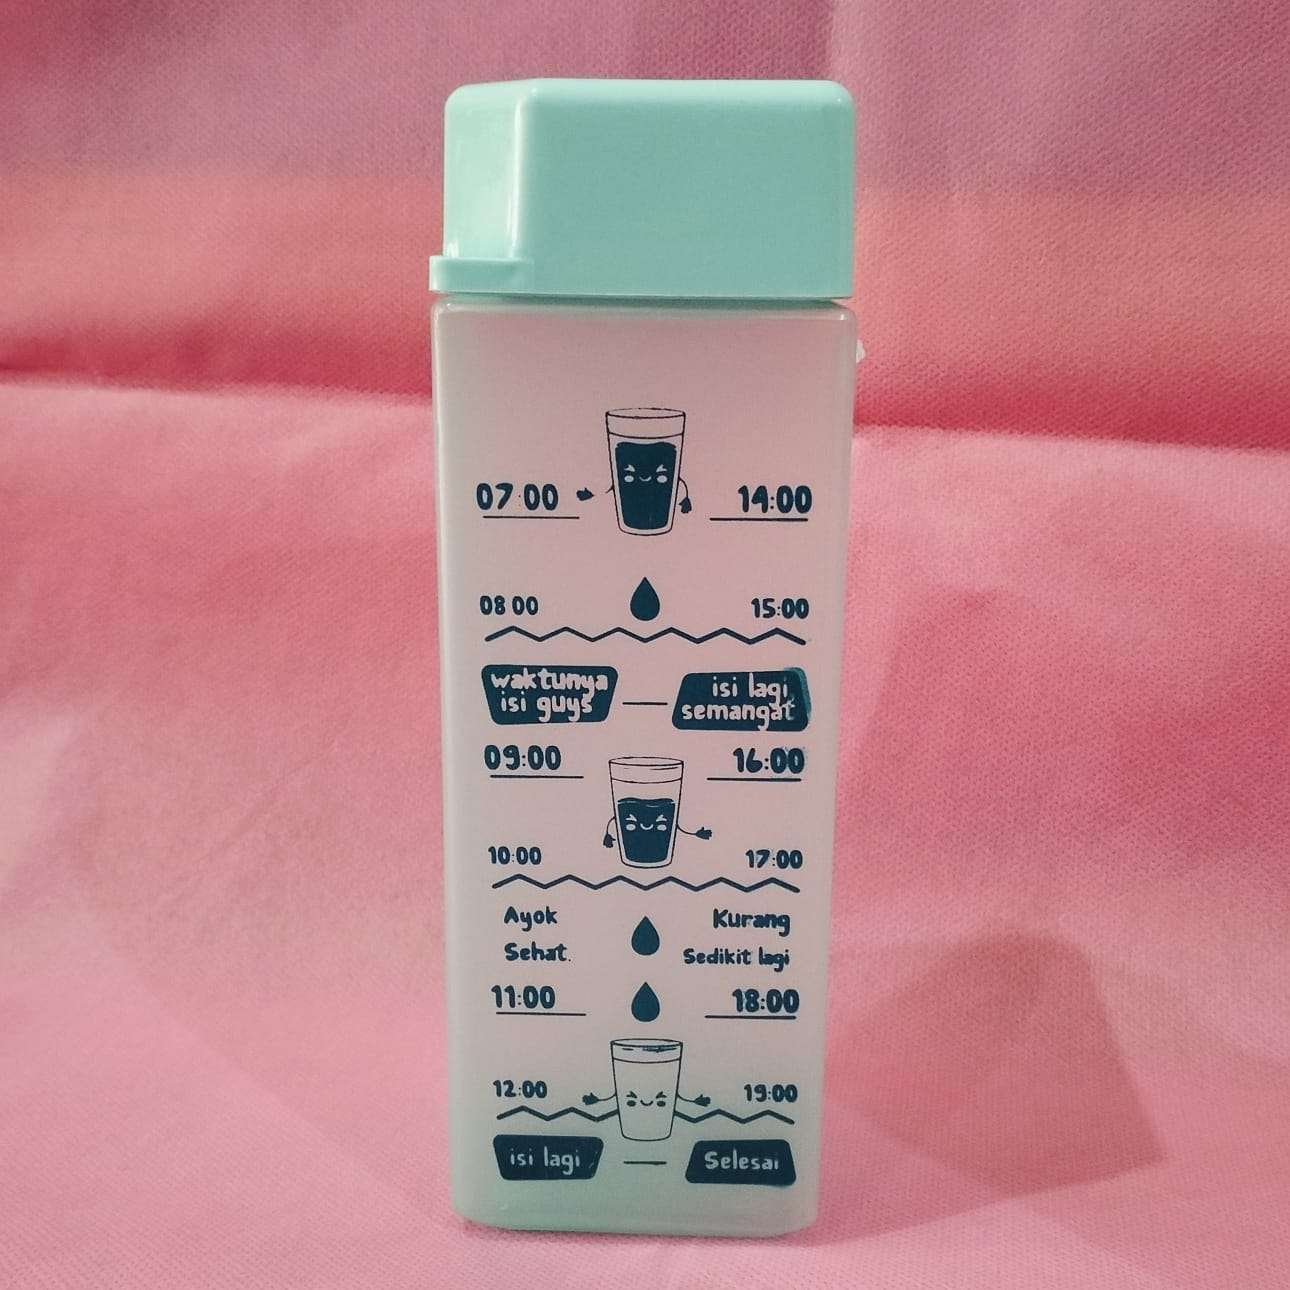 07:00
14:00
08 00
15:00
waktunya
isi guys
isi lagi
semangat
09:00
16:00
10:00
17:00
Ayok
Sehat.
Kurang
Sedikit lagi
11:00
18:00
12:00
19:00
isi lagi
Selesai